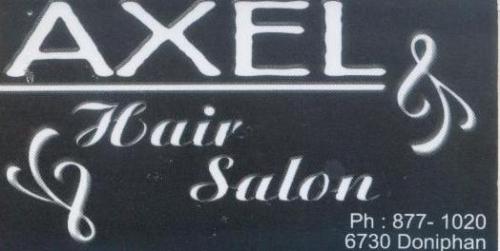 AXEL
Hair
Salon
Ph : 877- 1020
6730 Doniphan